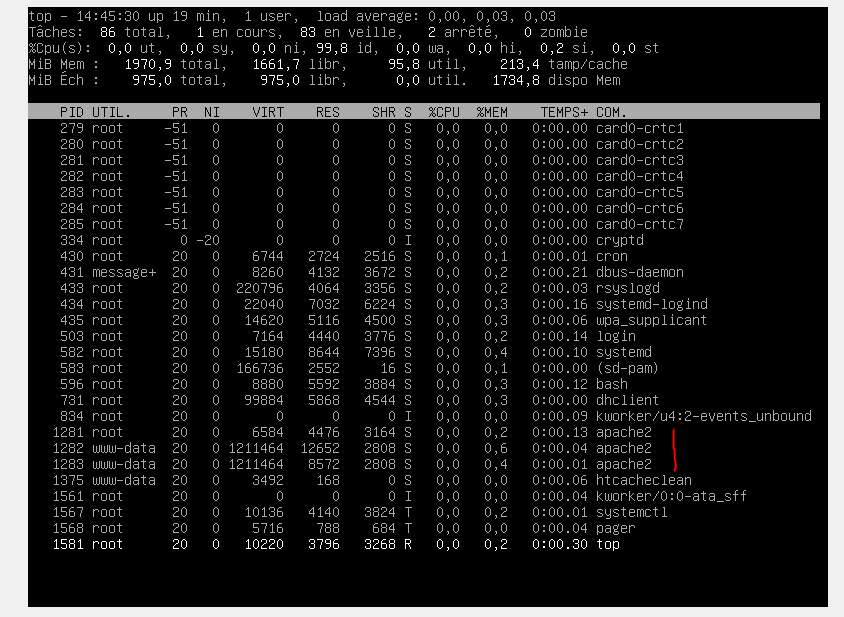 top - 14:45:30 up 19 min,  1 user,  load average: 0,00, 0,03, 0,03
Tâches:  86 total,   1 en cours,  83 en veille,   2 arrêté,   0 zombie
%Cpu(s):  0,0 ut,  0,0 sy,  0,0 ni, 99,8 id,  0,0 wa,  0,0 hi,  0,2 si,  0,0 st
MiB Mem :   1970,9 total,   1661,7 libr,     95,8 util,    213,4 tamp/cache
MiB Éch :    975,0 total,    975,0 libr,      0,0 util.   1734,8 dispo Mem
PID UTIL. PR NI VIRT RES SHR S %CPU %MEM TEMPS+ COM.
279 root -51 0 0 0 0 S 0,0 0,0 0:00.00 card0-crtc1
280 root -51 0 0 0 0 S 0,0 0,0 0:00.00 card0-crtc2
281 root -51 0 0 0 0 S 0,0 0,0 0:00.00 card0-crtc3
282 root -51 0 0 0 0 S 0,0 0,0 0:00.00 card0-crtc4
283 root -51 0 0 0 0 S 0,0 0,0 0:00.00 card0-crtc5
284 root -51 0 0 0 0 S 0,0 0,0 0:00.00 card0-crtc6
285 root -51 0 0 0 0 S 0,0 0,0 0:00.00 card0-crtc7
334 root 0 -20 0 0 0 I 0,0 0,0 0:00.00 cryptd
430 root 20 0 6744 2724 2516 S 0,0 0,1 0:00.01 cron
431 message+ 20 0 8260 4132 3672 S 0,0 0,2 0:00.21 dbus-daemon
433 root 20 0 220796 4064 3356 S 0,0 0,2 0:00.03 rsyslogd
434 root 20 0 22040 7032 6224 S 0,0 0,3 0:00.16 systemd-logind
435 root 20 0 14620 5116 4500 S 0,0 0,3 0:00.06 wpa_supplicant
503 root 20 0 7164 4440 3776 S 0,0 0,2 0:00.14 login
582 root 20 0 15180 8644 7396 S 0,0 0,4 0:00.10 systemd
583 root 20 0 166736 2552 16 S 0,0 0,1 0:00.00 (sd-pam)
596 root 20 0 8880 5592 3884 S 0,0 0,3 0:00.12 bash
731 root 20 0 99884 5868 4544 S 0,0 0,3 0:00.00 dhclient
834 root 20 0 0 0 0 I 0,0 0,0 0:00.09 kworker/u4:2-events_unbound
1281 root 20 0 6584 4476 3164 S 0,0 0,2 0:00.13 apache2
1282 www-data 20 0 1211464 12652 2808 S 0,0 0,6 0:00.04 apache2
1283 www-data 20 0 1211464 8572 2808 S 0,0 0,4 0:00.01 apache2
1375 www-data 20 0 3492 168 0 S 0,0 0,0 0:00.06 htcacheclean
1561 root 20 0 0 0 0 I 0,0 0,0 0:00.04 kworker/0:0-ata_sff
1567 root 20 0 10136 4140 3824 T 0,0 0,2 0:00.01 systemctl
1568 root 20 0 5716 788 684 T 0,0 0,0 0:00.04 pager
1581 root 20 0 10220 3796 3268 R 0,0 0,2 0:00.30 top